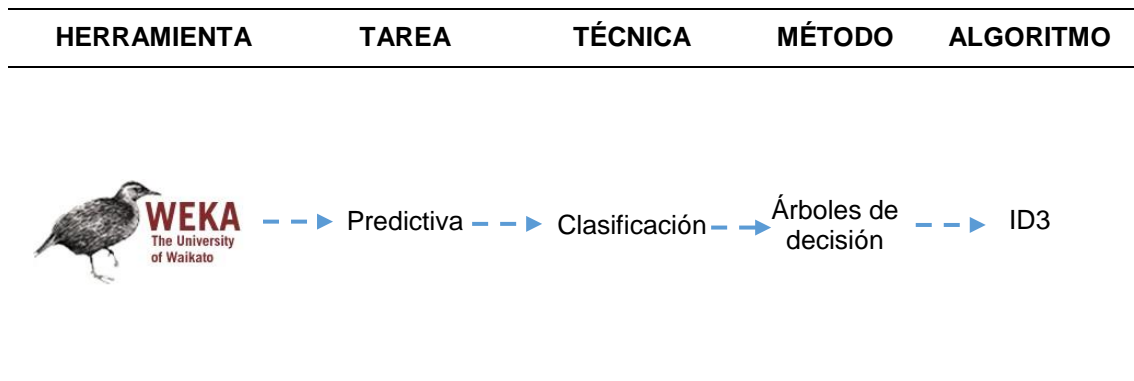 HERRAMIENTA TAREA TÉCNICA MÉTODO ALGORITMO
WEKA
The University
of Waikato
Predictiva
Clasificación
Árboles de
decisión
ID3